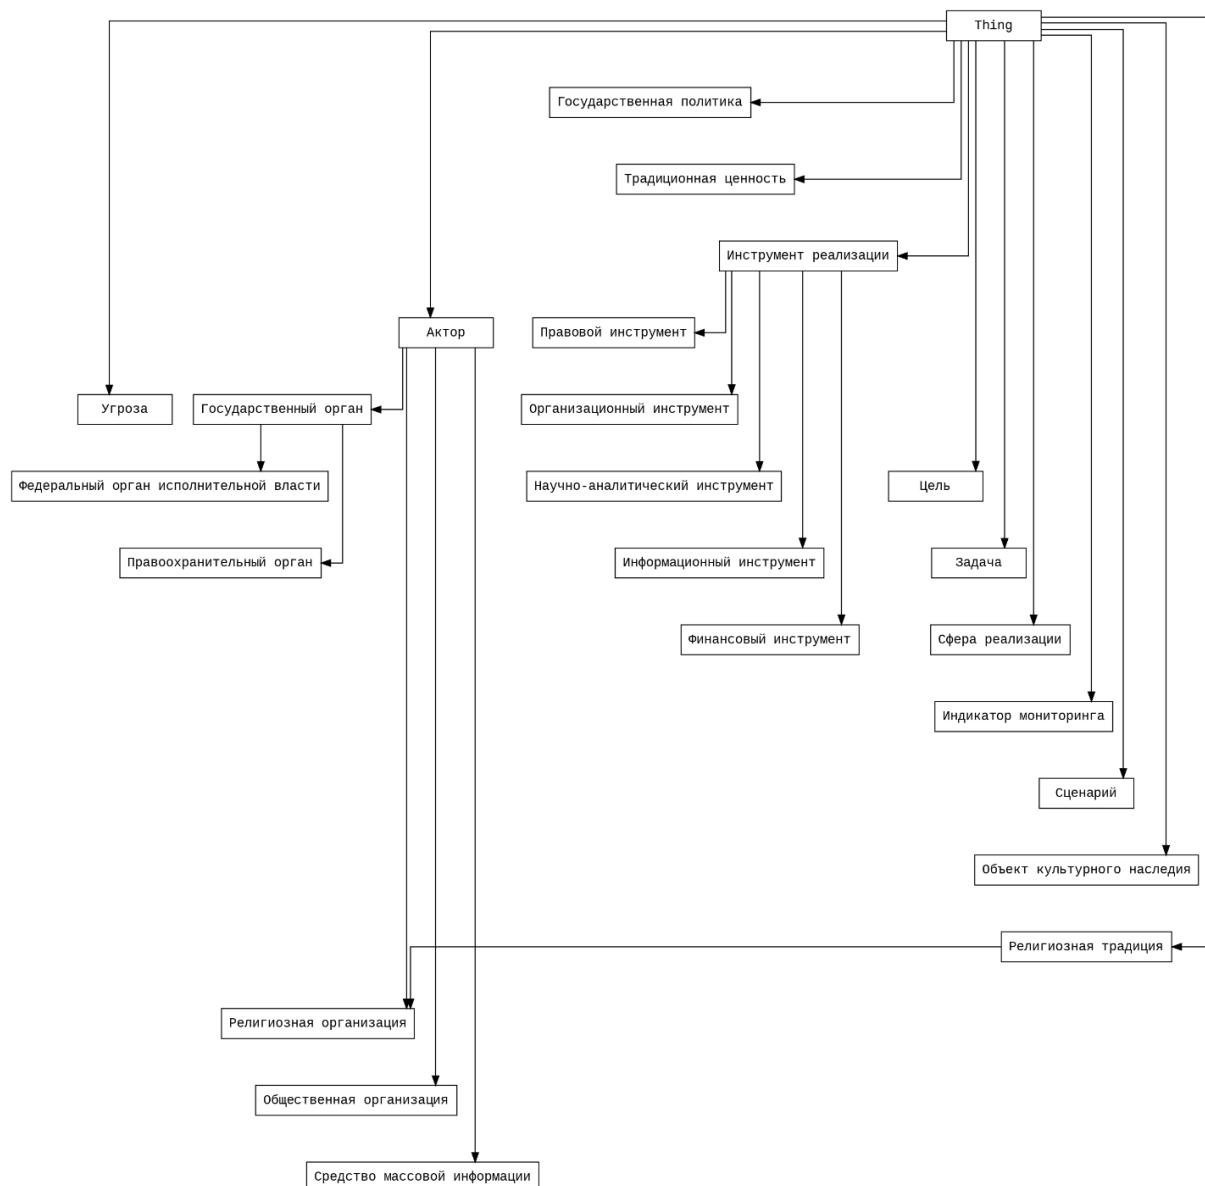 Thing
Государственная политика
Традиционная ценность
Инструмент реализации
Актор
Правовой инструмент
Угроза
Государственный орган
Организационный инструмент
Федеральный орган исполнительной власти
Научно-аналитический инструмент
Цель
Правоохранительный орган
Информационный инструмент
Задача
Финансовый инструмент
Сфера реализации
Индикатор мониторинга
Сценарий
Объект культурного наследия
Религиозная традиция
Религиозная организация
Общественная организация
Средство массовой информации